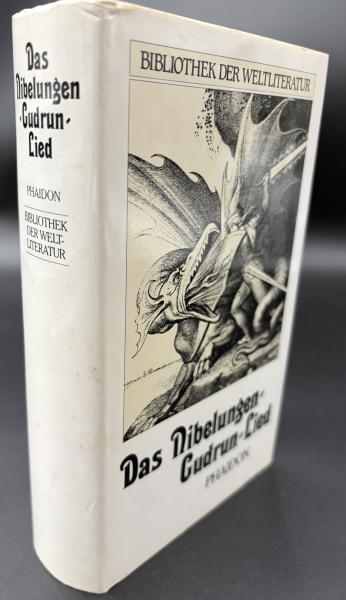 Das
Nibelungen
-Gudrun-
Lied
PHAIDON
BIBLIOTHEK
DER WELT-
LITERATUR
BIBLIOTHEK DER WELTLITERATUR
Das Nibelungen-
Gudrun-Lied
PHAIDON